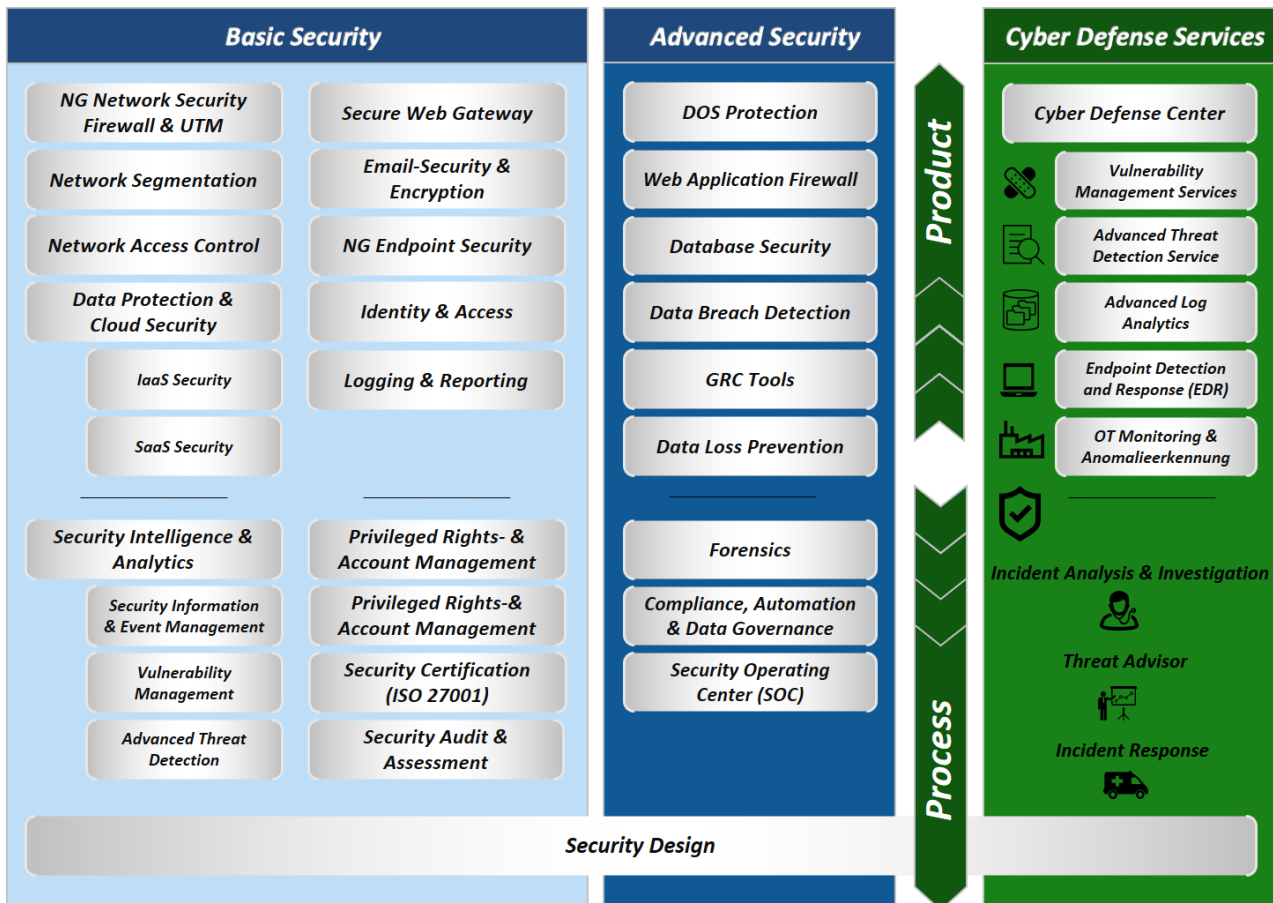 Basic Security
NG Network Security
Firewall & UTM
Network Segmentation
Network Access Control
Data Protection &
Cloud Security
IaaS Security
SaaS Security
Secure Web Gateway
Email-Security &
Encryption
NG Endpoint Security
Identity & Access
Logging & Reporting
Security Intelligence &
Analytics
Security Information
& Event Management
Vulnerability
Management
Advanced Threat
Detection
Privileged Rights- &
Account Management
Privileged Rights-&
Account Management
Security Certification
(ISO 27001)
Security Audit &
Assessment
Advanced Security
DOS Protection
Web Application Firewall
Database Security
Data Breach Detection
GRC Tools
Data Loss Prevention
Forensics
Compliance, Automation
& Data Governance
Security Operating
Center (SOC)
Product
Process
Cyber Defense Services
Cyber Defense Center
Vulnerability
Management Services
Advanced Threat
Detection Service
Advanced Log
Analytics
Endpoint Detection
and Response (EDR)
OT Monitoring &
Anomalieerkennung
Incident Analysis & Investigation
Threat Advisor
Incident Response
Security Design